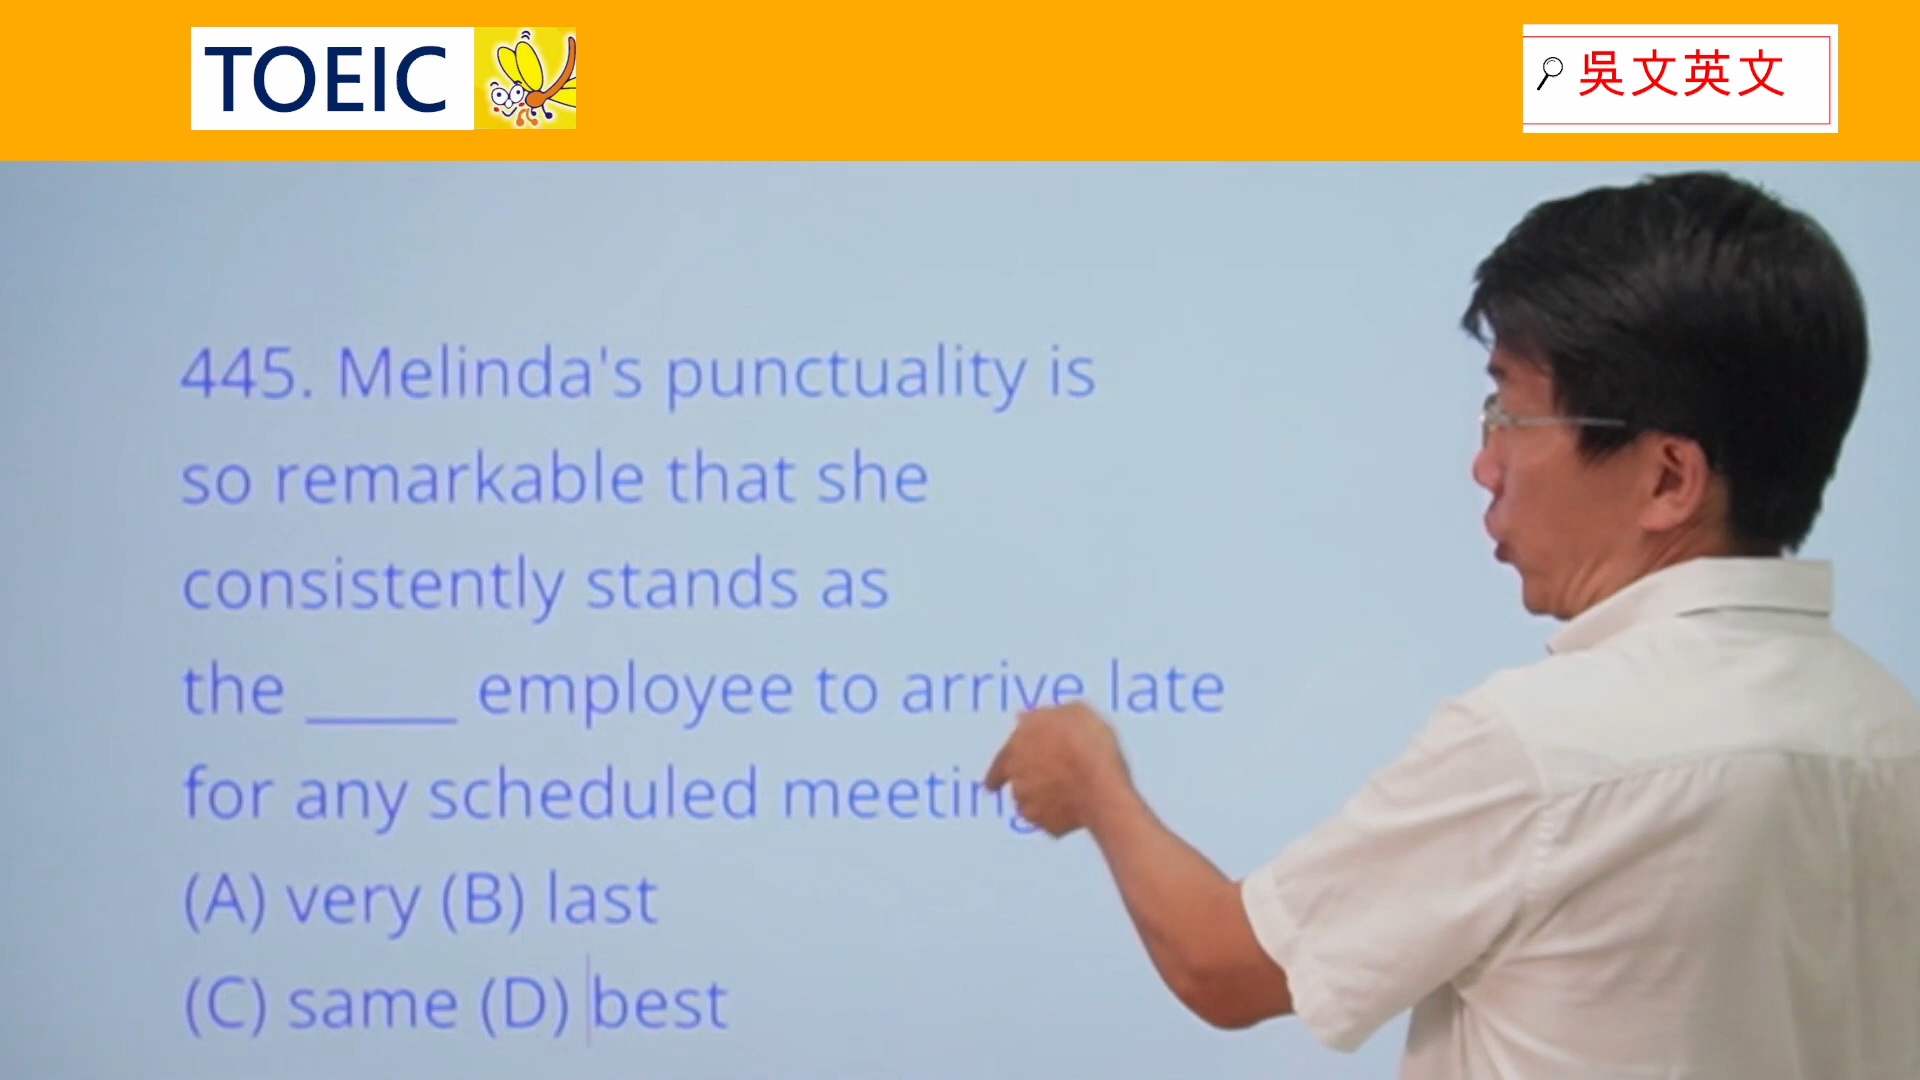 TOEIC
吳文英文
445. Melinda's punctuality is
so remarkable that she
consistently stands as
the _____ employee to arrive late
for any scheduled meeting
(A) very (B) last
(C) same (D) best